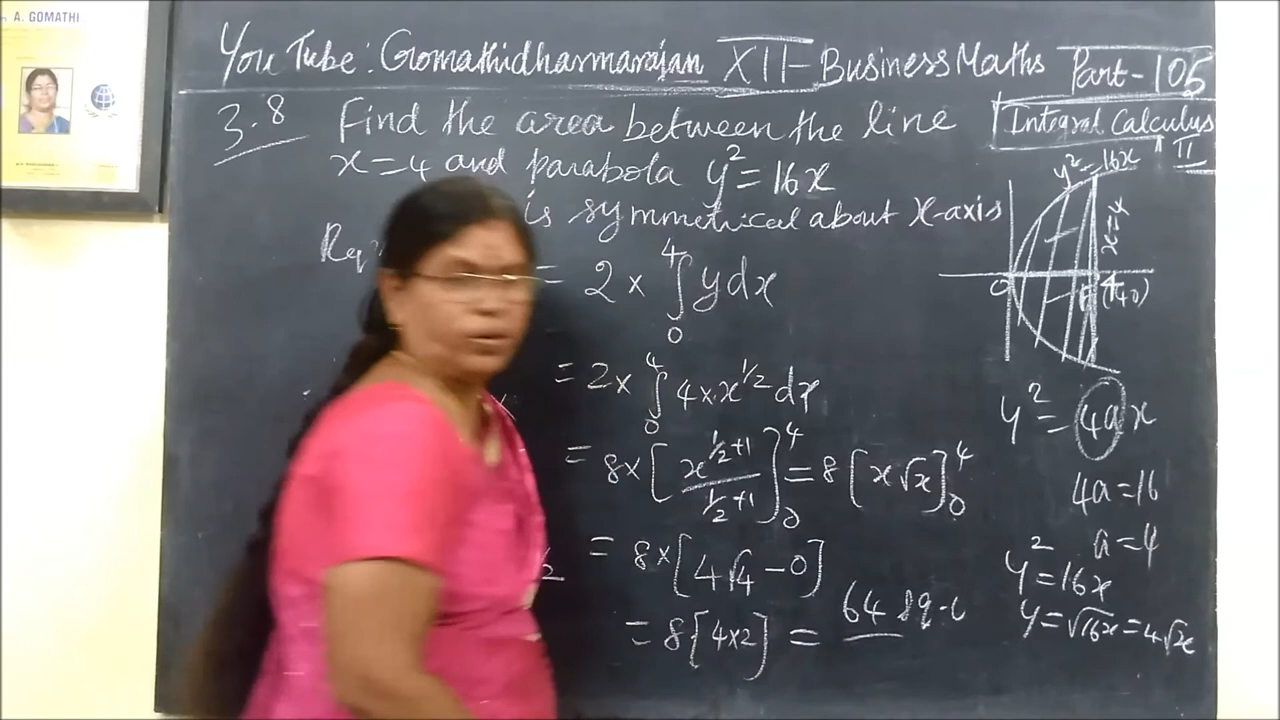 A. GOMATHI
You Tube: Gomathidharmarajan XII- Business Maths Part-105
Integral Calculus
II
3.8 Find the area between the line
x=4 and parabola y²=16x
is symmetrical about x-axis
= 2 × ∫₀⁴ y dx
= 2 × ∫₀⁴ 4 × x^1/2 dx
= 8 × [x^(1/2+1) / (1/2+1)]₀⁴ = 8 [x√x]₀⁴
= 8 × [4√4 - 0]
= 8 [4×2] = 64 sq.
y² = 16x
x=4
O F (4,0)
y² = 4ax
4a = 16
a = 4
y² = 16x
y = √16x = 4√x